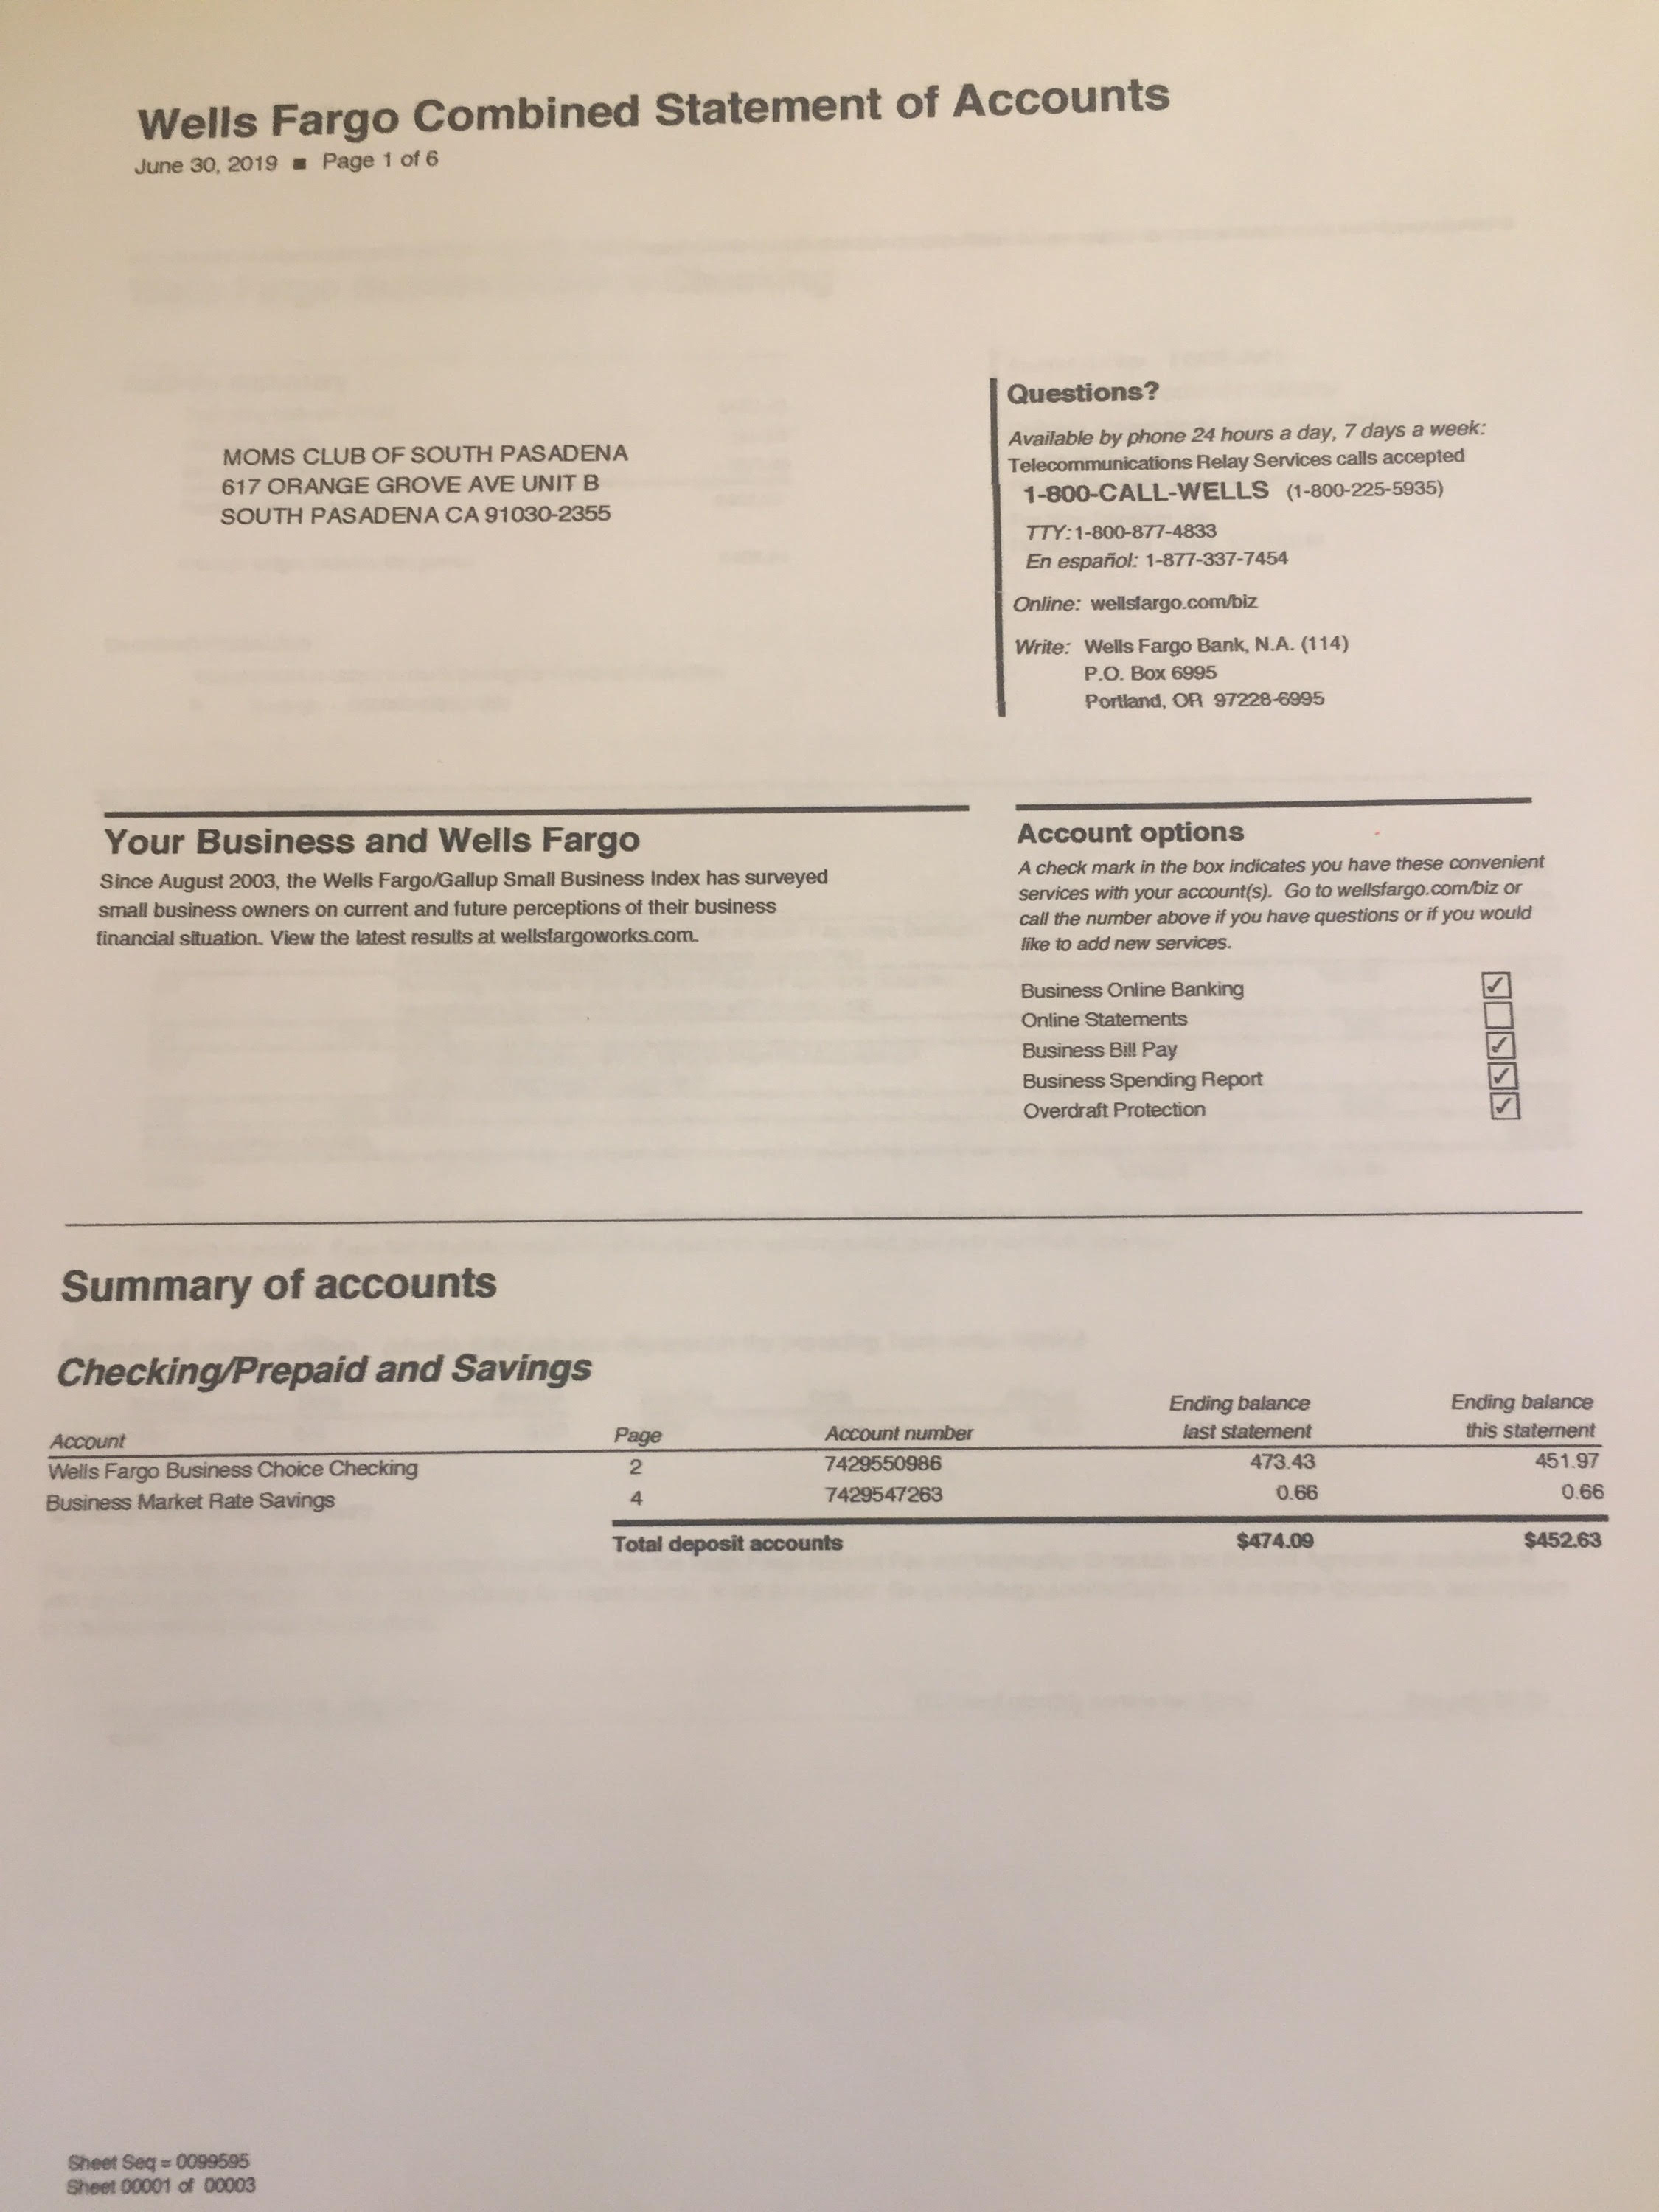 Wells Fargo Combined Statement of Accounts
June 30, 2019 ■ Page 1 of 6
MOMS CLUB OF SOUTH PASADENA
617 ORANGE GROVE AVE UNIT B
SOUTH PASADENA CA 91030-2355
Questions?
Available by phone 24 hours a day, 7 days a week:
Telecommunications Relay Services calls accepted
1-800-CALL-WELLS (1-800-225-5935)
TTY: 1-800-877-4833
En español: 1-877-337-7454
Online: wellsfargo.com/biz
Write: Wells Fargo Bank, N.A. (114)
P.O. Box 6995
Portland, OR 97228-6995
Your Business and Wells Fargo
Since August 2003, the Wells Fargo/Gallup Small Business Index has surveyed
small business owners on current and future perceptions of their business
financial situation. View the latest results at wellsfargoworks.com.
Account options
A check mark in the box indicates you have these convenient
services with your account(s). Go to wellsfargo.com/biz or
call the number above if you have questions or if you would
like to add new services.
Business Online Banking ☑
Online Statements ☐
Business Bill Pay ☑
Business Spending Report ☑
Overdraft Protection ☑
Summary of accounts
Checking/Prepaid and Savings
Ending balance Ending balance
Account Page Account number last statement this statement
Wells Fargo Business Choice Checking 2 7429550986 473.43 451.97
Business Market Rate Savings 4 7429547263 0.66 0.66
Total deposit accounts $474.09 $452.63
Sheet Seq = 0099595
Sheet 00001 of 00003